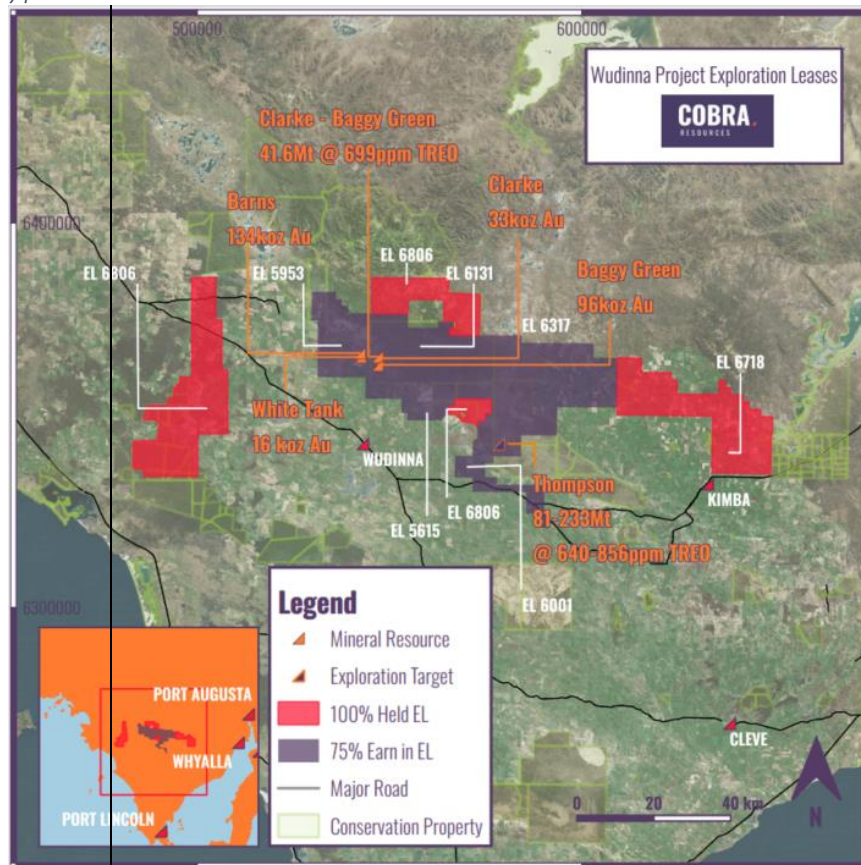 500000
600000
Wudinna Project Exploration Leases
COBRA.
RESOURCES
Clarke - Baggy Green
41.6Mt @ 699ppm TREO
Clarke
33koz Au
Barns
134koz Au
6400000
EL 6806
EL 5953
EL 6806
EL 6131
Baggy Green
96koz Au
EL 6317
EL 6718
White Tank
16 koz Au
WUDINNA
Thompson
81-233Mt
@ 640-856ppm TREO
KIMBA
EL 5615
EL 6806
EL 6001
6300000
Legend
Mineral Resource
Exploration Target
100% Held EL
75% Earn in EL
Major Road
Conservation Property
PORT AUGUSTA
WHYALLA
PORT LINCOLN
CLEVE
0 20 40 km
N